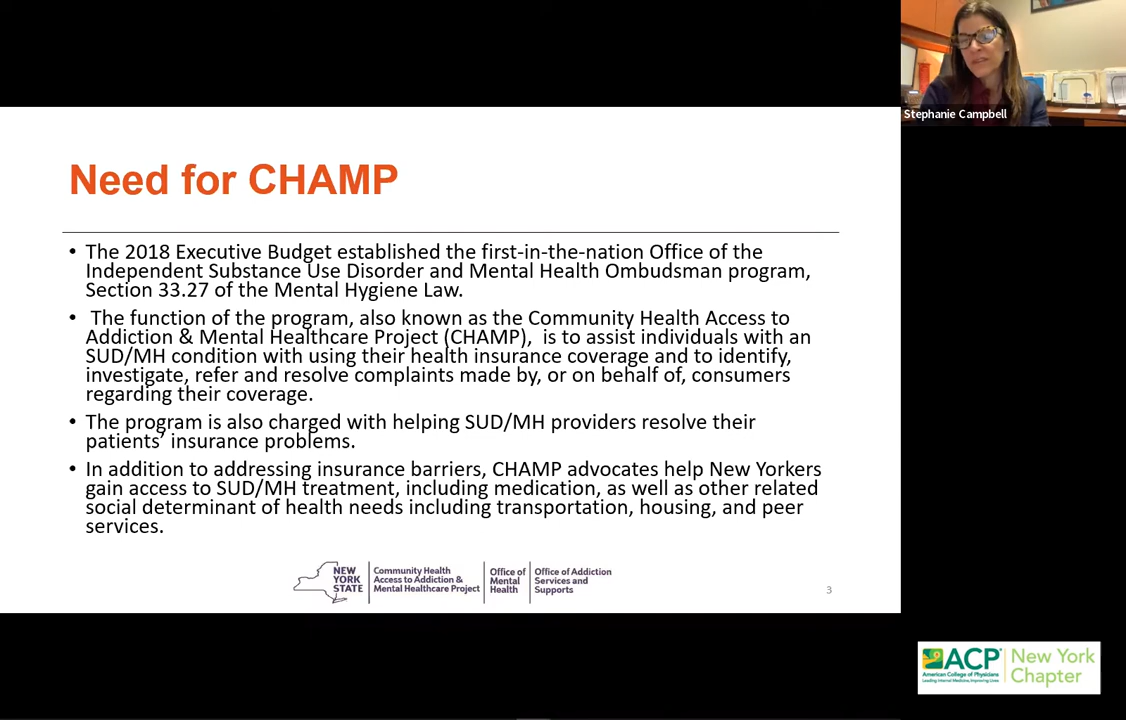 Stephanie Campbell
Need for CHAMP
• The 2018 Executive Budget established the first-in-the-nation Office of the
Independent Substance Use Disorder and Mental Health Ombudsman program,
Section 33.27 of the Mental Hygiene Law.
• The function of the program, also known as the Community Health Access to
Addiction & Mental Healthcare Project (CHAMP),  is to assist individuals with an
SUD/MH condition with using their health insurance coverage and to identify,
investigate, refer and resolve complaints made by, or on behalf of, consumers
regarding their coverage.
• The program is also charged with helping SUD/MH providers resolve their
patients’ insurance problems.
• In addition to addressing insurance barriers, CHAMP advocates help New Yorkers
gain access to SUD/MH treatment, including medication, as well as other related
social determinant of health needs including transportation, housing, and peer
services.
NEW
YORK
STATE
Community Health
Access to Addiction &
Mental Healthcare Project
Office of
Mental
Health
Office of Addiction
Services and
Supports
3
ACP
American College of Physicians
Leading Internal Medicine, Improving Lives
New York
Chapter